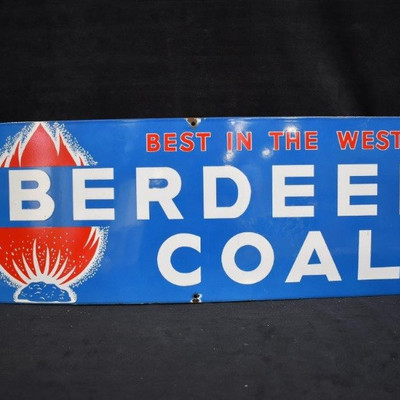 BEST IN THE WEST
BERDEE
COAL